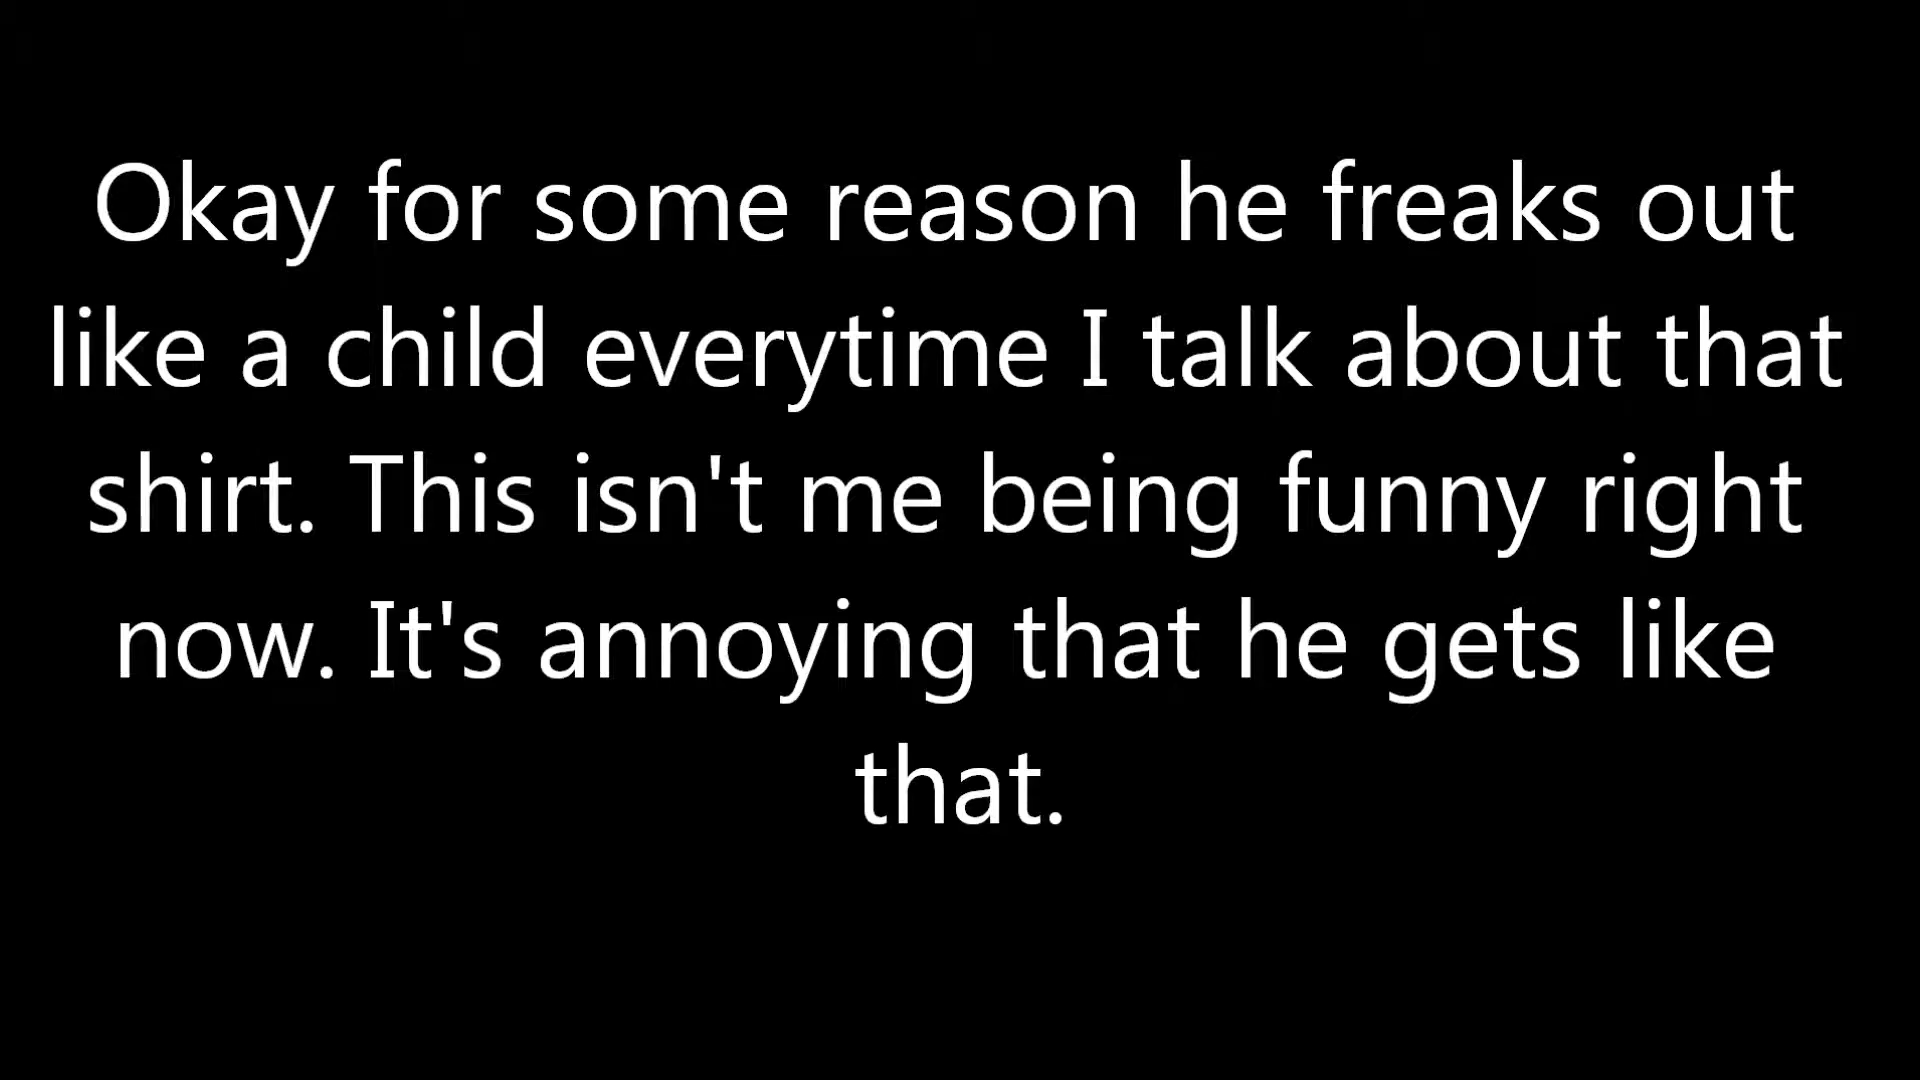 Okay for some reason he freaks out
like a child everytime I talk about that
shirt. This isn't me being funny right
now. It's annoying that he gets like
that.